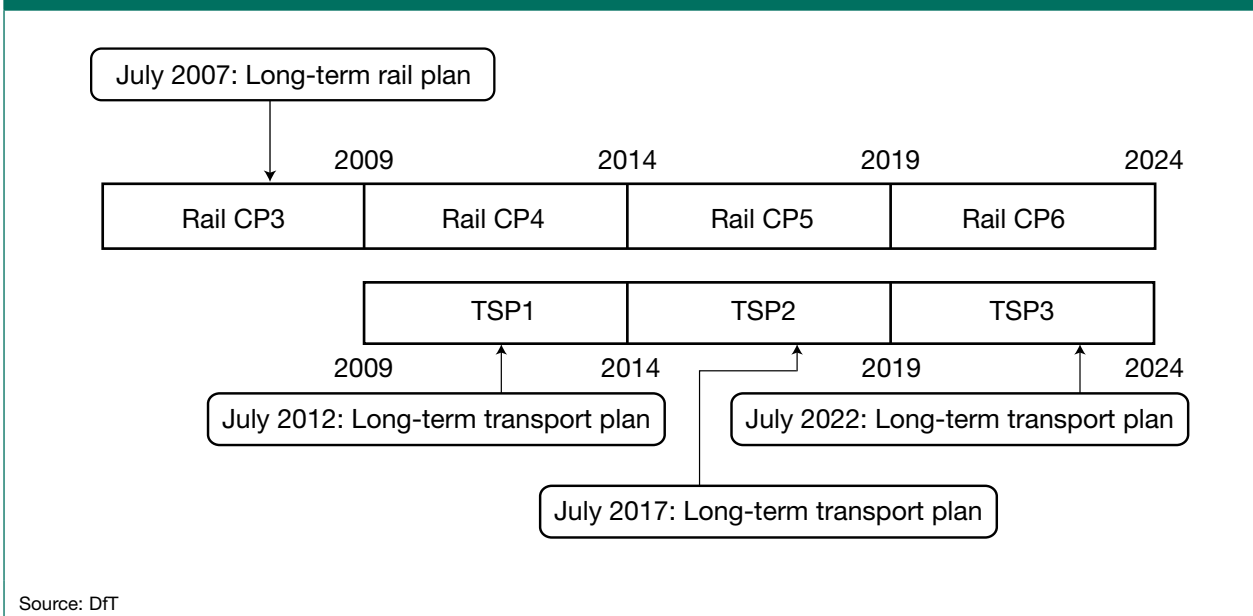 July 2007: Long-term rail plan
2009 2014 2019 2024
Rail CP3 Rail CP4 Rail CP5 Rail CP6
TSP1 TSP2 TSP3
2009 2014 2019 2024
July 2012: Long-term transport plan July 2022: Long-term transport plan
July 2017: Long-term transport plan
Source: DfT